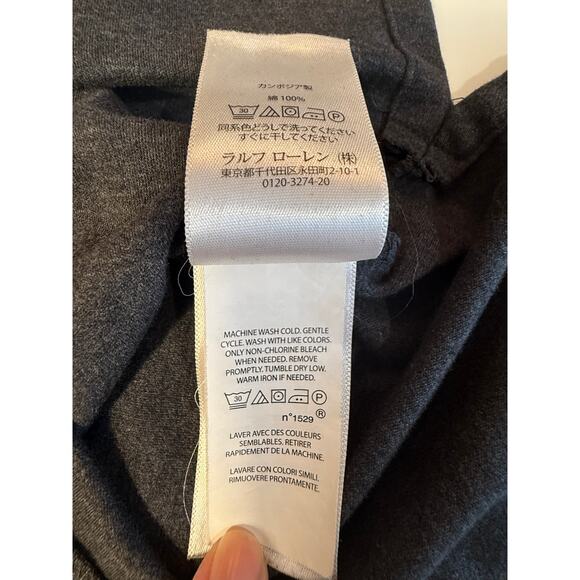 カンボジア製
綿 100%
30 P
同系色どうしで洗ってください
すぐに干してください
ラルフ ローレン (株)
東京都千代田区永田町2-10-1
0120-3274-20
MACHINE WASH COLD. GENTLE
CYCLE. WASH WITH LIKE COLORS.
ONLY NON-CHLORINE BLEACH
WHEN NEEDED. REMOVE
PROMPTLY. TUMBLE DRY LOW.
WARM IRON IF NEEDED.
30 P
n°1529 ®
LAVER AVEC DES COULEURS
SEMBLABLES. RETIRER
RAPIDEMENT DE LA MACHINE.
LAVARE CON COLORI SIMILI.
RIMUOVERE PRONTAMENTE.